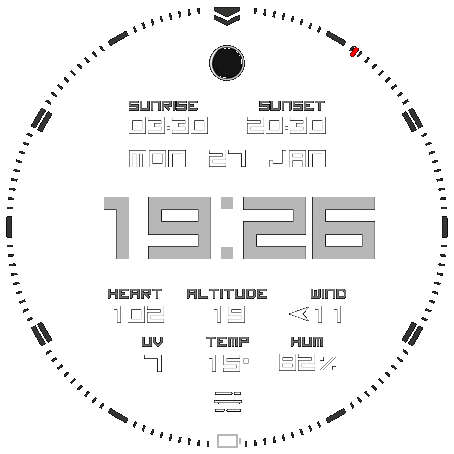 SUNRISE SUNSET
03:30 20:30
MON 27 JAN
19:26
HEART ALTITUDE WIND
102 19 <11
UV TEMP HUM
7 15° 82%